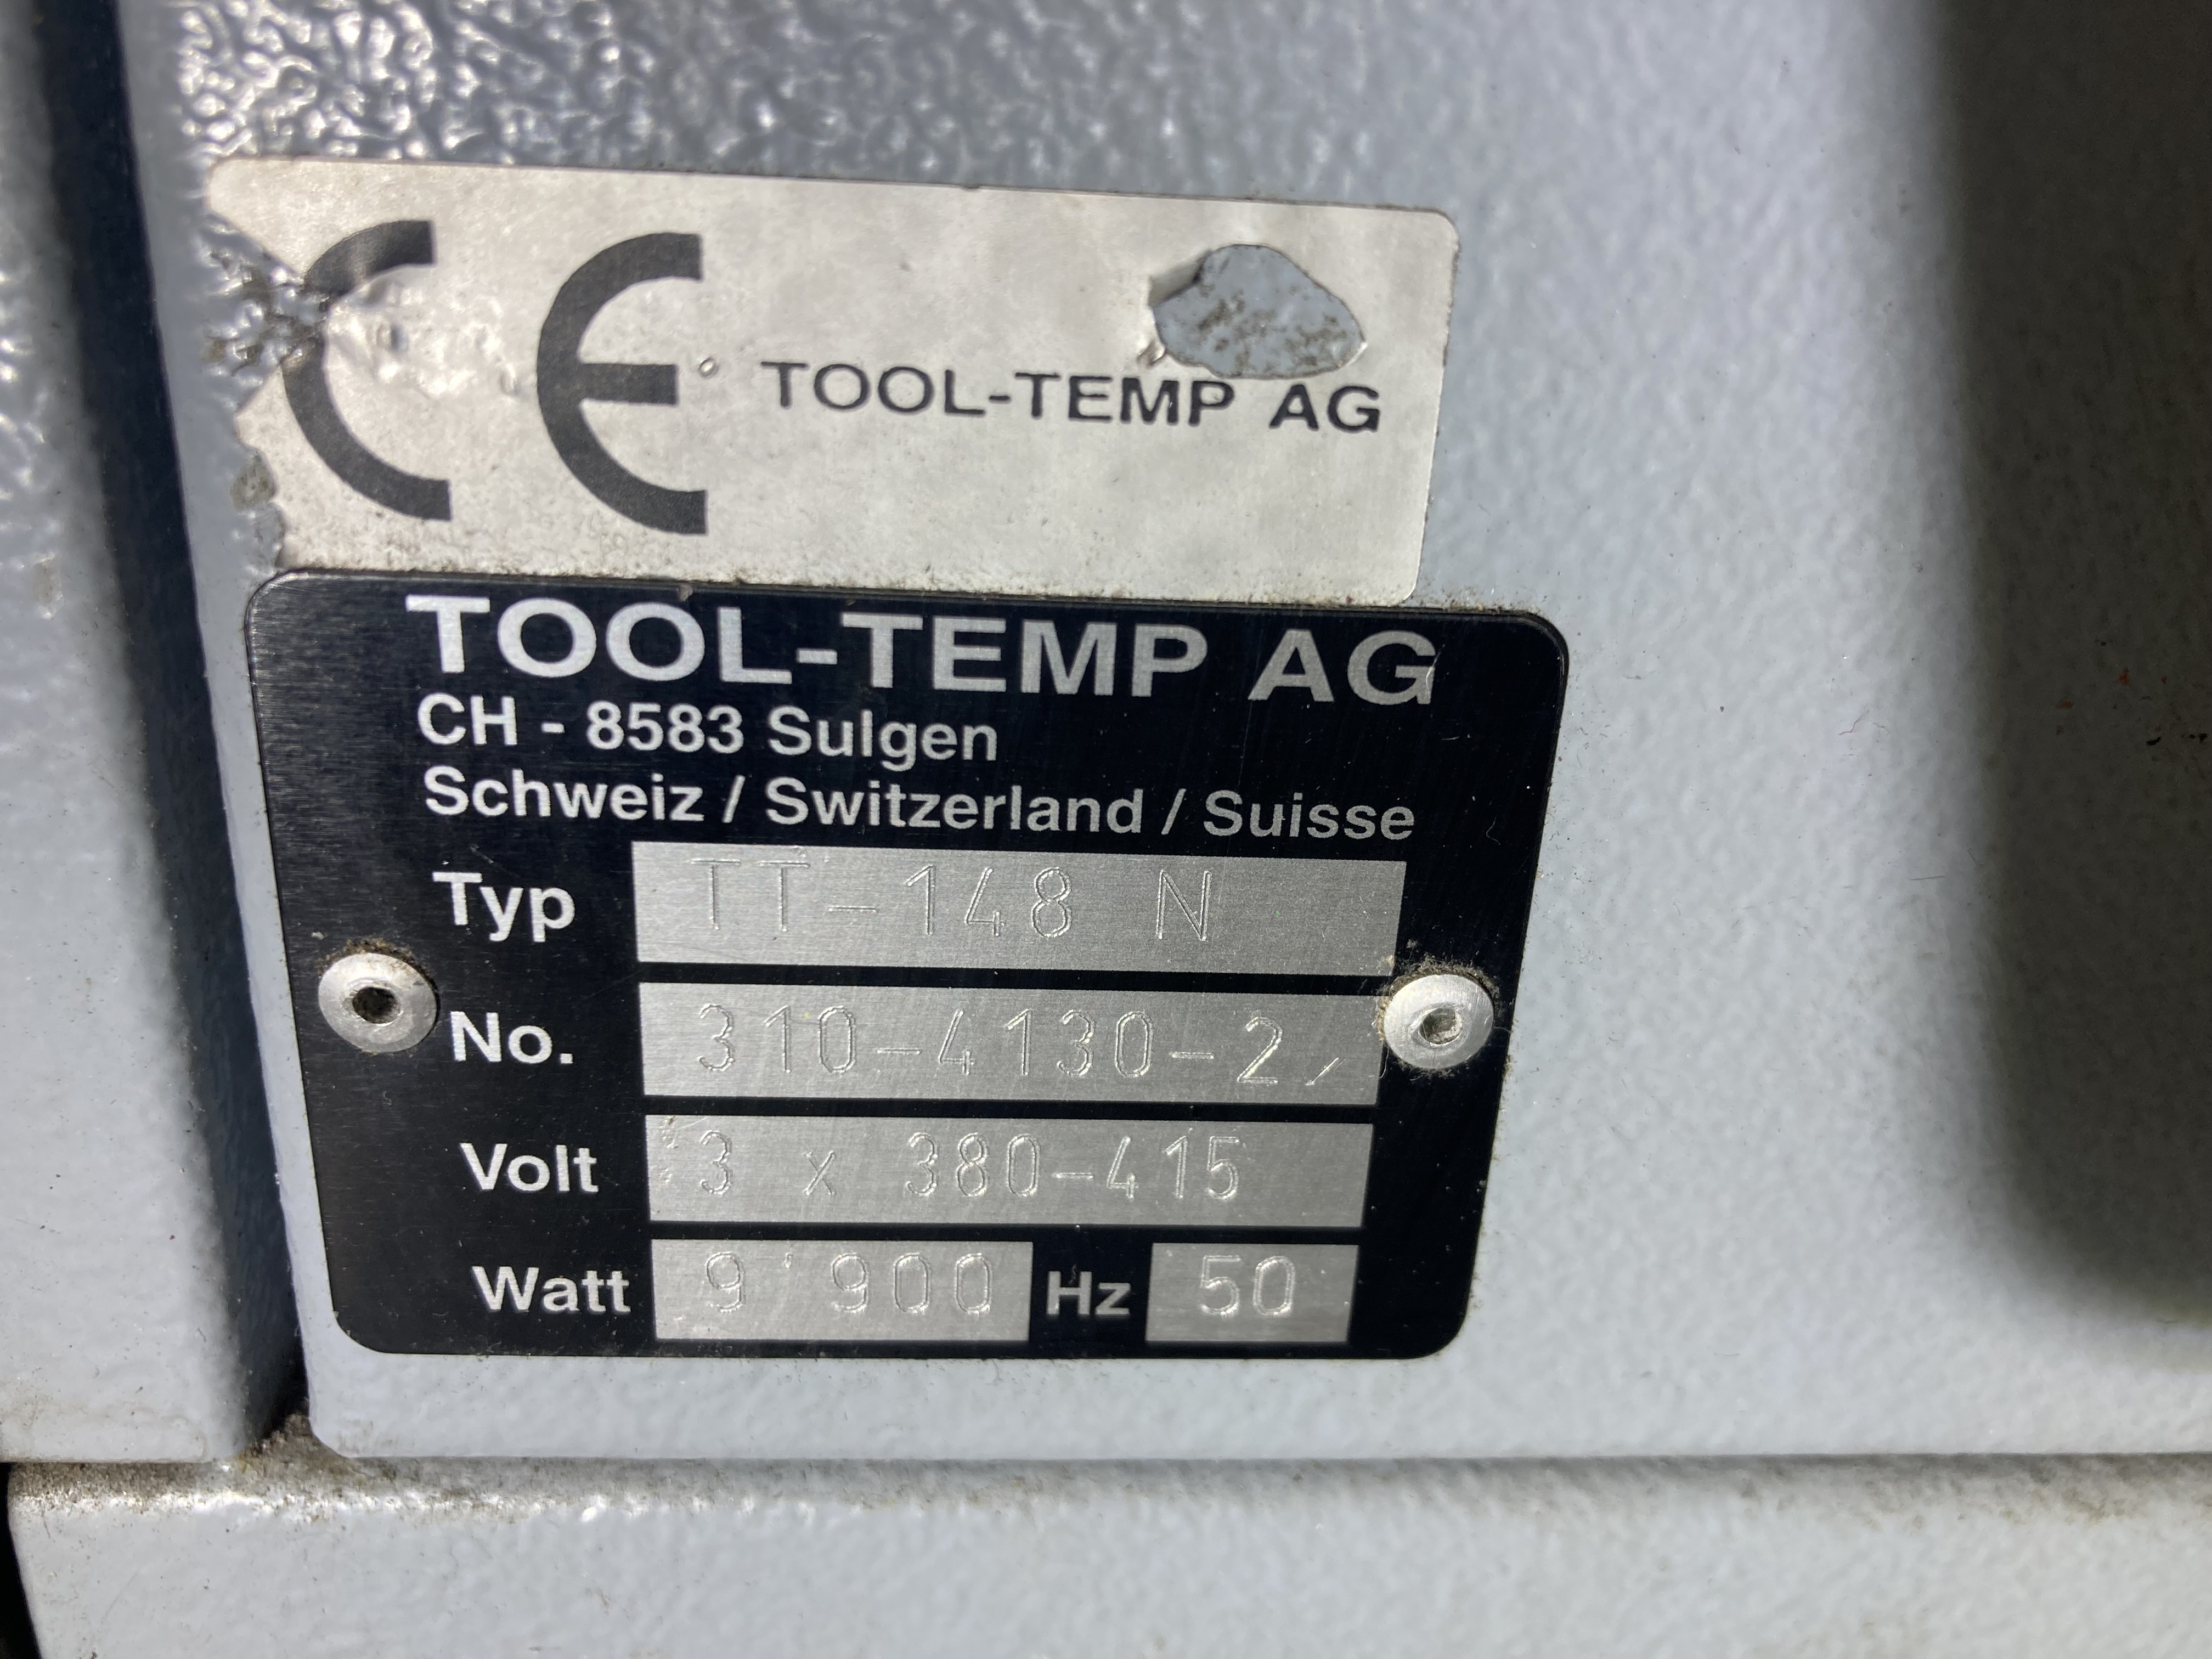 CE TOOL-TEMP AG
TOOL-TEMP AG
CH - 8583 Sulgen
Schweiz / Switzerland / Suisse
Typ TT-148 N
No. 310-4130-2/
Volt 3 x 380-415
Watt 9'900 Hz 50